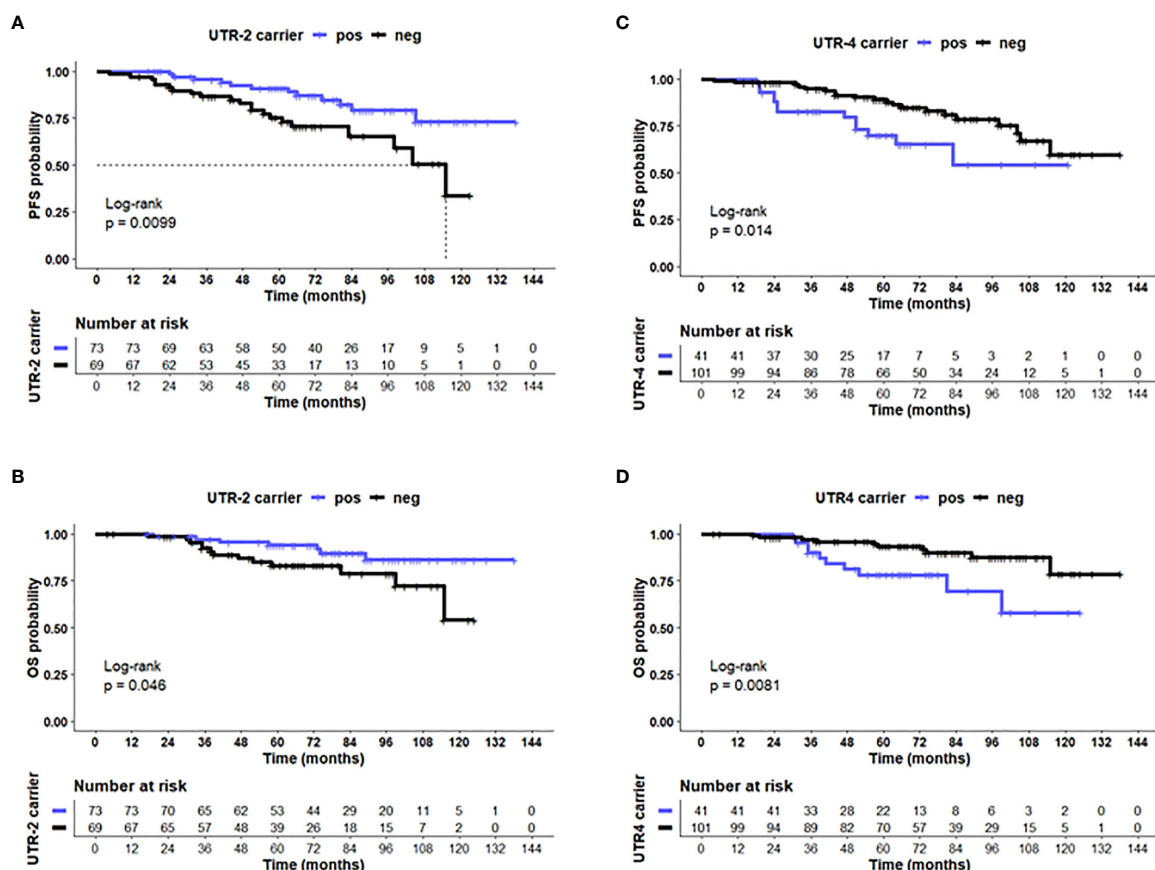 A
UTR-2 carrier pos neg
1.00
0.75
0.50
0.25
0.00
PFS probability
Log-rank
p = 0.0099
0 12 24 36 48 60 72 84 96 108 120 132 144
Time (months)
Number at risk
UTR-2 carrier
73 73 69 63 58 50 40 26 17 9 5 1 0
69 67 62 53 45 33 17 13 10 5 1 0 0
0 12 24 36 48 60 72 84 96 108 120 132 144
Time (months)
C
UTR-4 carrier pos neg
1.00
0.75
0.50
0.25
0.00
PFS probability
Log-rank
p = 0.014
0 12 24 36 48 60 72 84 96 108 120 132 144
Time (months)
Number at risk
UTR-4 carrier
41 41 37 30 25 17 7 5 3 2 1 0 0
101 99 94 86 78 66 50 34 24 12 5 1 0
0 12 24 36 48 60 72 84 96 108 120 132 144
Time (months)
B
UTR-2 carrier pos neg
1.00
0.75
0.50
0.25
0.00
OS probability
Log-rank
p = 0.046
0 12 24 36 48 60 72 84 96 108 120 132 144
Time (months)
Number at risk
UTR-2 carrier
73 73 70 65 62 53 44 29 20 11 5 1 0
69 67 65 57 48 39 26 18 15 7 2 0 0
0 12 24 36 48 60 72 84 96 108 120 132 144
Time (months)
D
UTR4 carrier pos neg
1.00
0.75
0.50
0.25
0.00
OS probability
Log-rank
p = 0.0081
0 12 24 36 48 60 72 84 96 108 120 132 144
Time (months)
Number at risk
UTR4 carrier
41 41 41 33 28 22 13 8 6 3 2 0 0
101 99 94 89 82 70 57 39 29 15 5 1 0
0 12 24 36 48 60 72 84 96 108 120 132 144
Time (months)